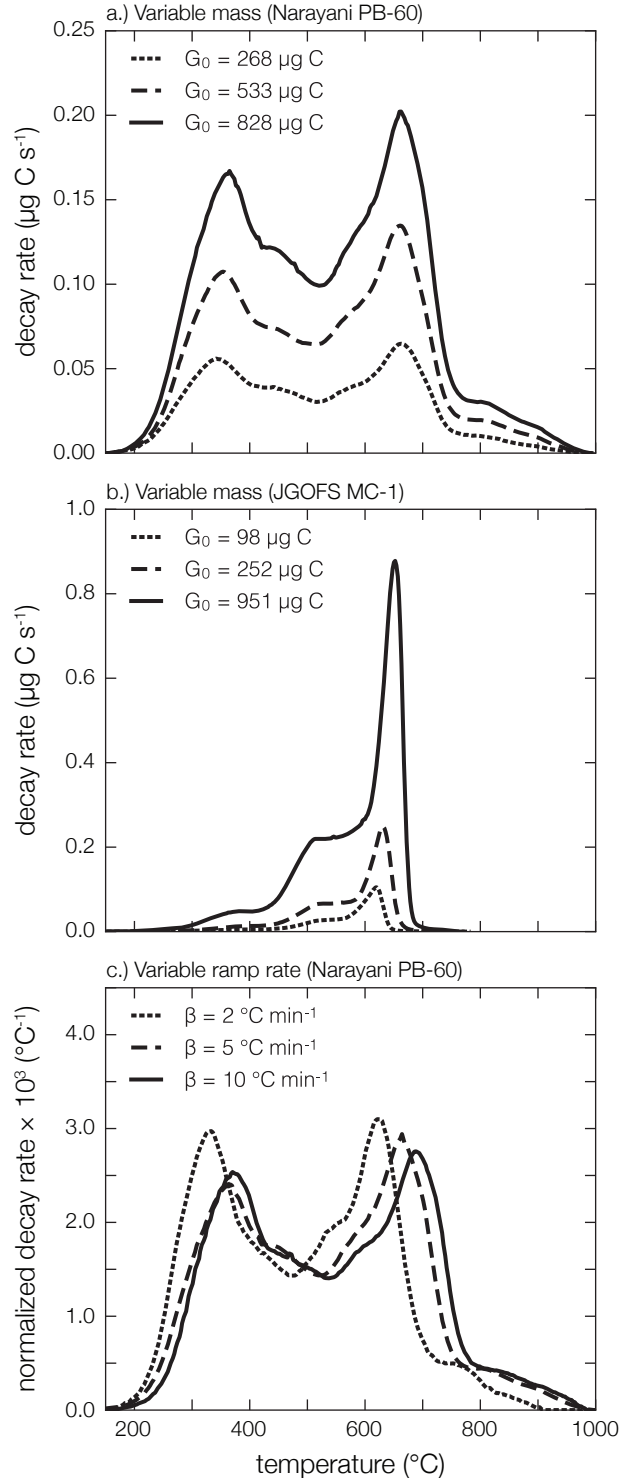 a.) Variable mass (Narayani PB-60)
0.25
G₀ = 268 µg C
G₀ = 533 µg C
0.20
G₀ = 828 µg C
0.15
decay rate (µg C s⁻¹)
0.10
0.05
0.00
b.) Variable mass (JGOFS MC-1)
1.0
G₀ = 98 µg C
G₀ = 252 µg C
0.8
G₀ = 951 µg C
0.6
decay rate (µg C s⁻¹)
0.4
0.2
0.0
c.) Variable ramp rate (Narayani PB-60)
β = 2 °C min⁻¹
4.0
β = 5 °C min⁻¹
β = 10 °C min⁻¹
3.0
normalized decay rate × 10³ (°C⁻¹)
2.0
1.0
0.0
200 400 600 800 1000
temperature (°C)